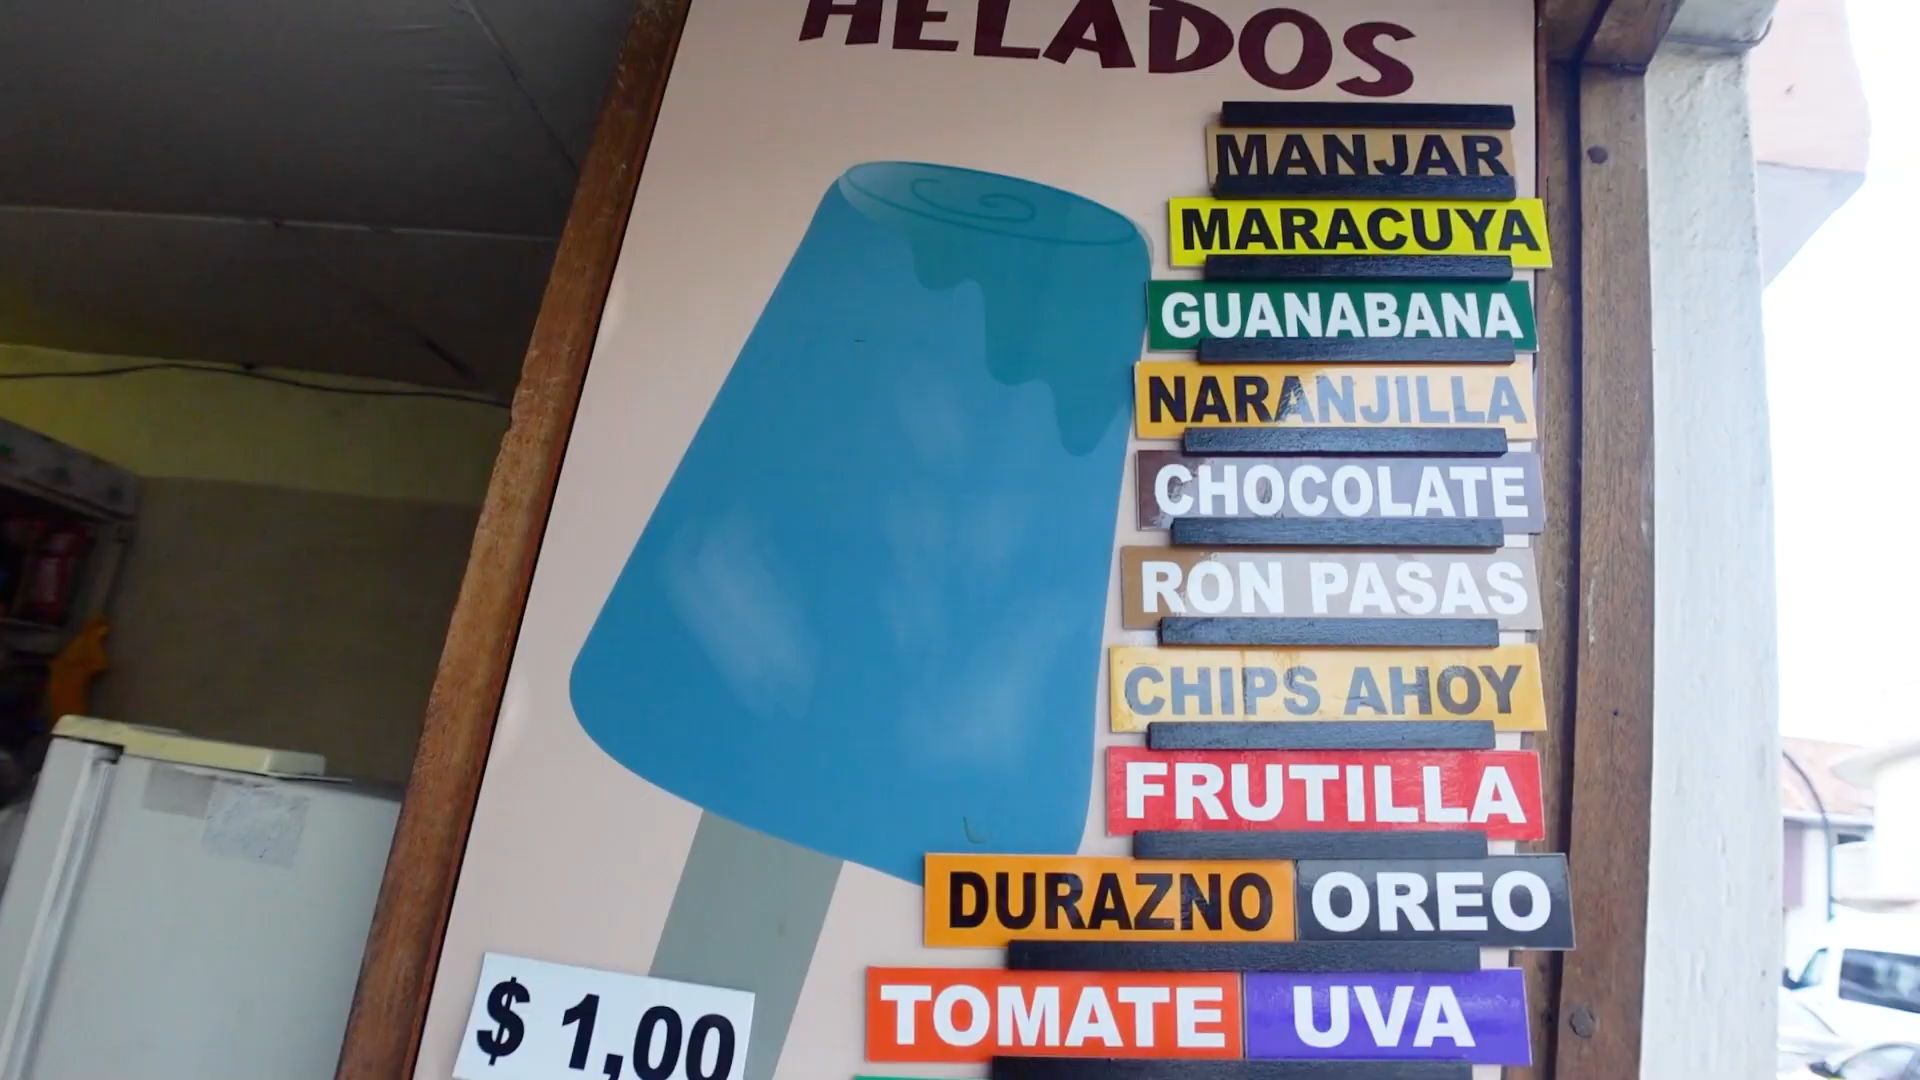 HELADOS
MANJAR
MARACUYA
GUANABANA
NARANJILLA
CHOCOLATE
RON PASAS
CHIPS AHOY
FRUTILLA
DURAZNO OREO
TOMATE UVA
$ 1,00